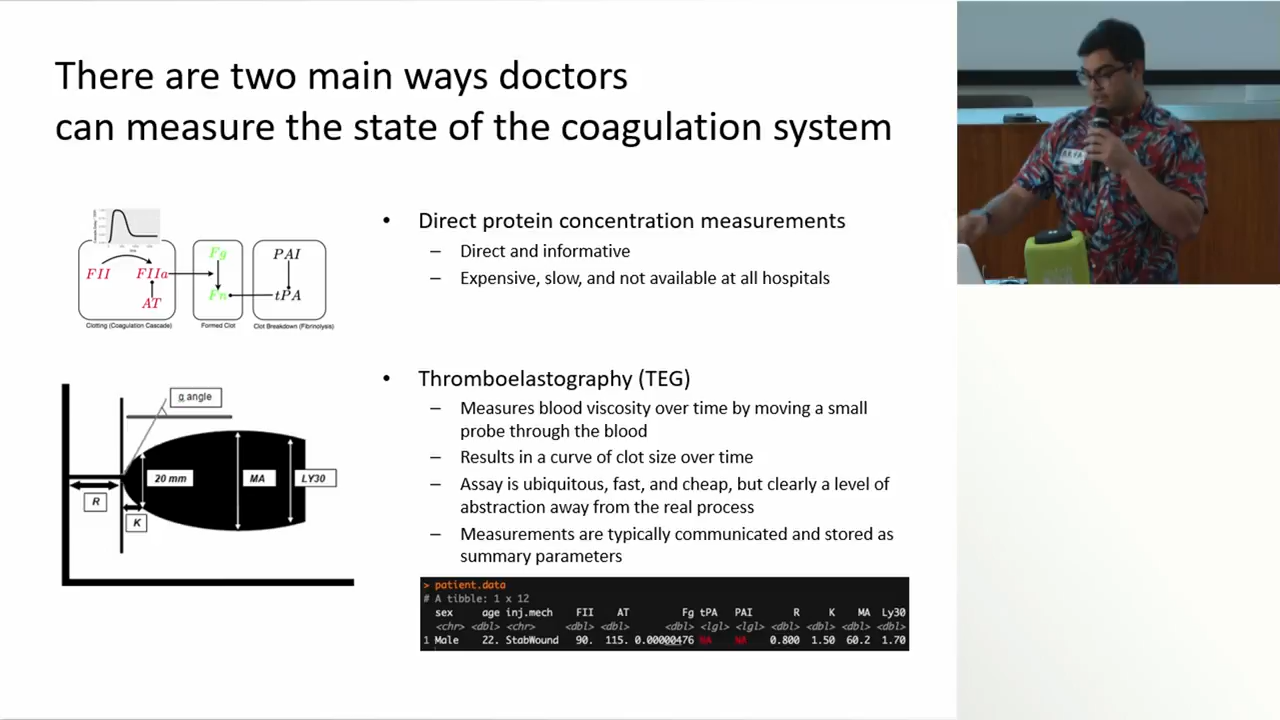 There are two main ways doctors
can measure the state of the coagulation system
FII
FIIa
AT
Fg
Fn
PAI
tPA
Clotting (Coagulation Cascade)
Formed Clot
Clot Breakdown (Fibrinolysis)
• Direct protein concentration measurements
– Direct and informative
– Expensive, slow, and not available at all hospitals
α angle
20 mm
MA
LY30
R
K
• Thromboelastography (TEG)
– Measures blood viscosity over time by moving a small
probe through the blood
– Results in a curve of clot size over time
– Assay is ubiquitous, fast, and cheap, but clearly a level of
abstraction away from the real process
– Measurements are typically communicated and stored as
summary parameters
> patient.data
# A tibble: 1 x 12
sex age inj.mech FII AT Fg tPA PAI R K MA Ly30
<chr> <dbl> <chr> <dbl> <dbl> <dbl> <lgl> <lgl> <dbl> <dbl> <dbl> <dbl>
1 Male 22. StabWound 90. 115. 0.00000476 NA NA 0.800 1.50 60.2 1.70